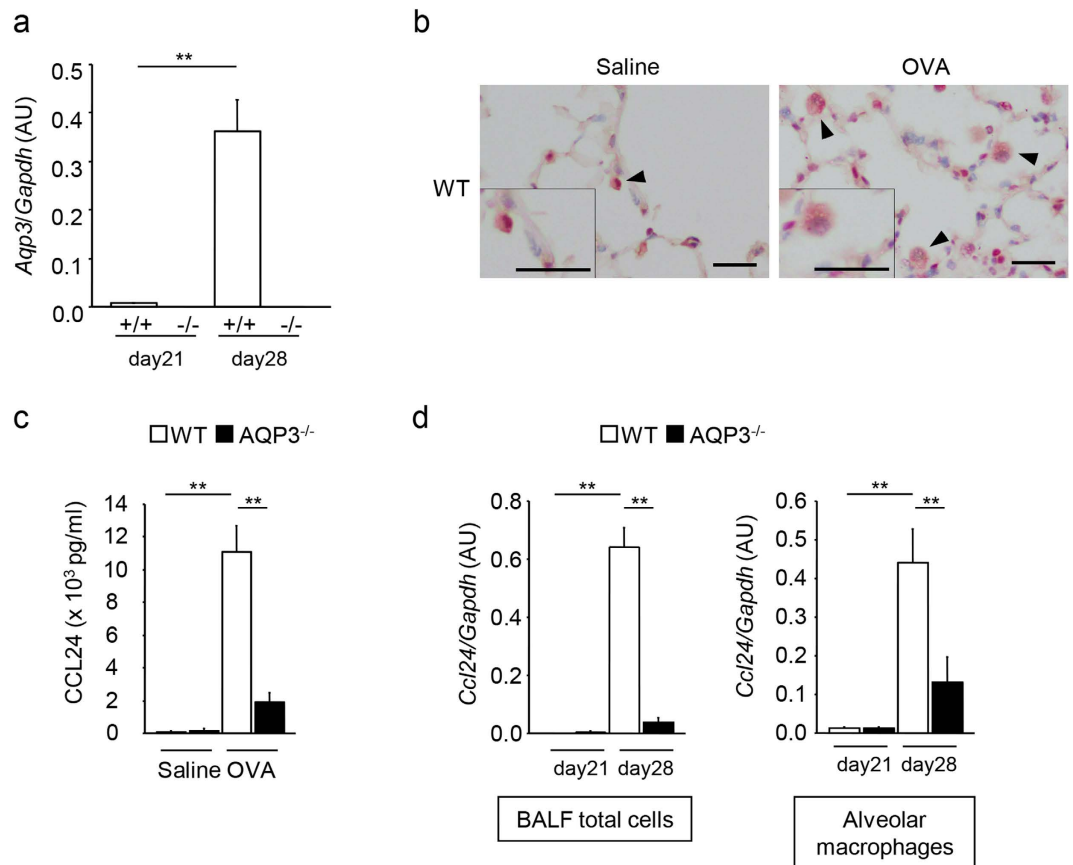 a
**
0.5
0.4
0.3
0.2
0.1
0.0
Aqp3/Gapdh (AU)
+/+ -/- +/+ -/-
day21 day28
b
Saline OVA
WT
c
WT AQP3-/-
** **
14
12
10
8
6
4
2
0
CCL24 (x 10³ pg/ml)
Saline OVA
d
WT AQP3-/-
** **
0.8
0.6
0.4
0.2
0.0
Ccl24/Gapdh (AU)
day21 day28
BALF total cells
** **
0.6
0.5
0.4
0.3
0.2
0.1
0.0
Ccl24/Gapdh (AU)
day21 day28
Alveolar
macrophages